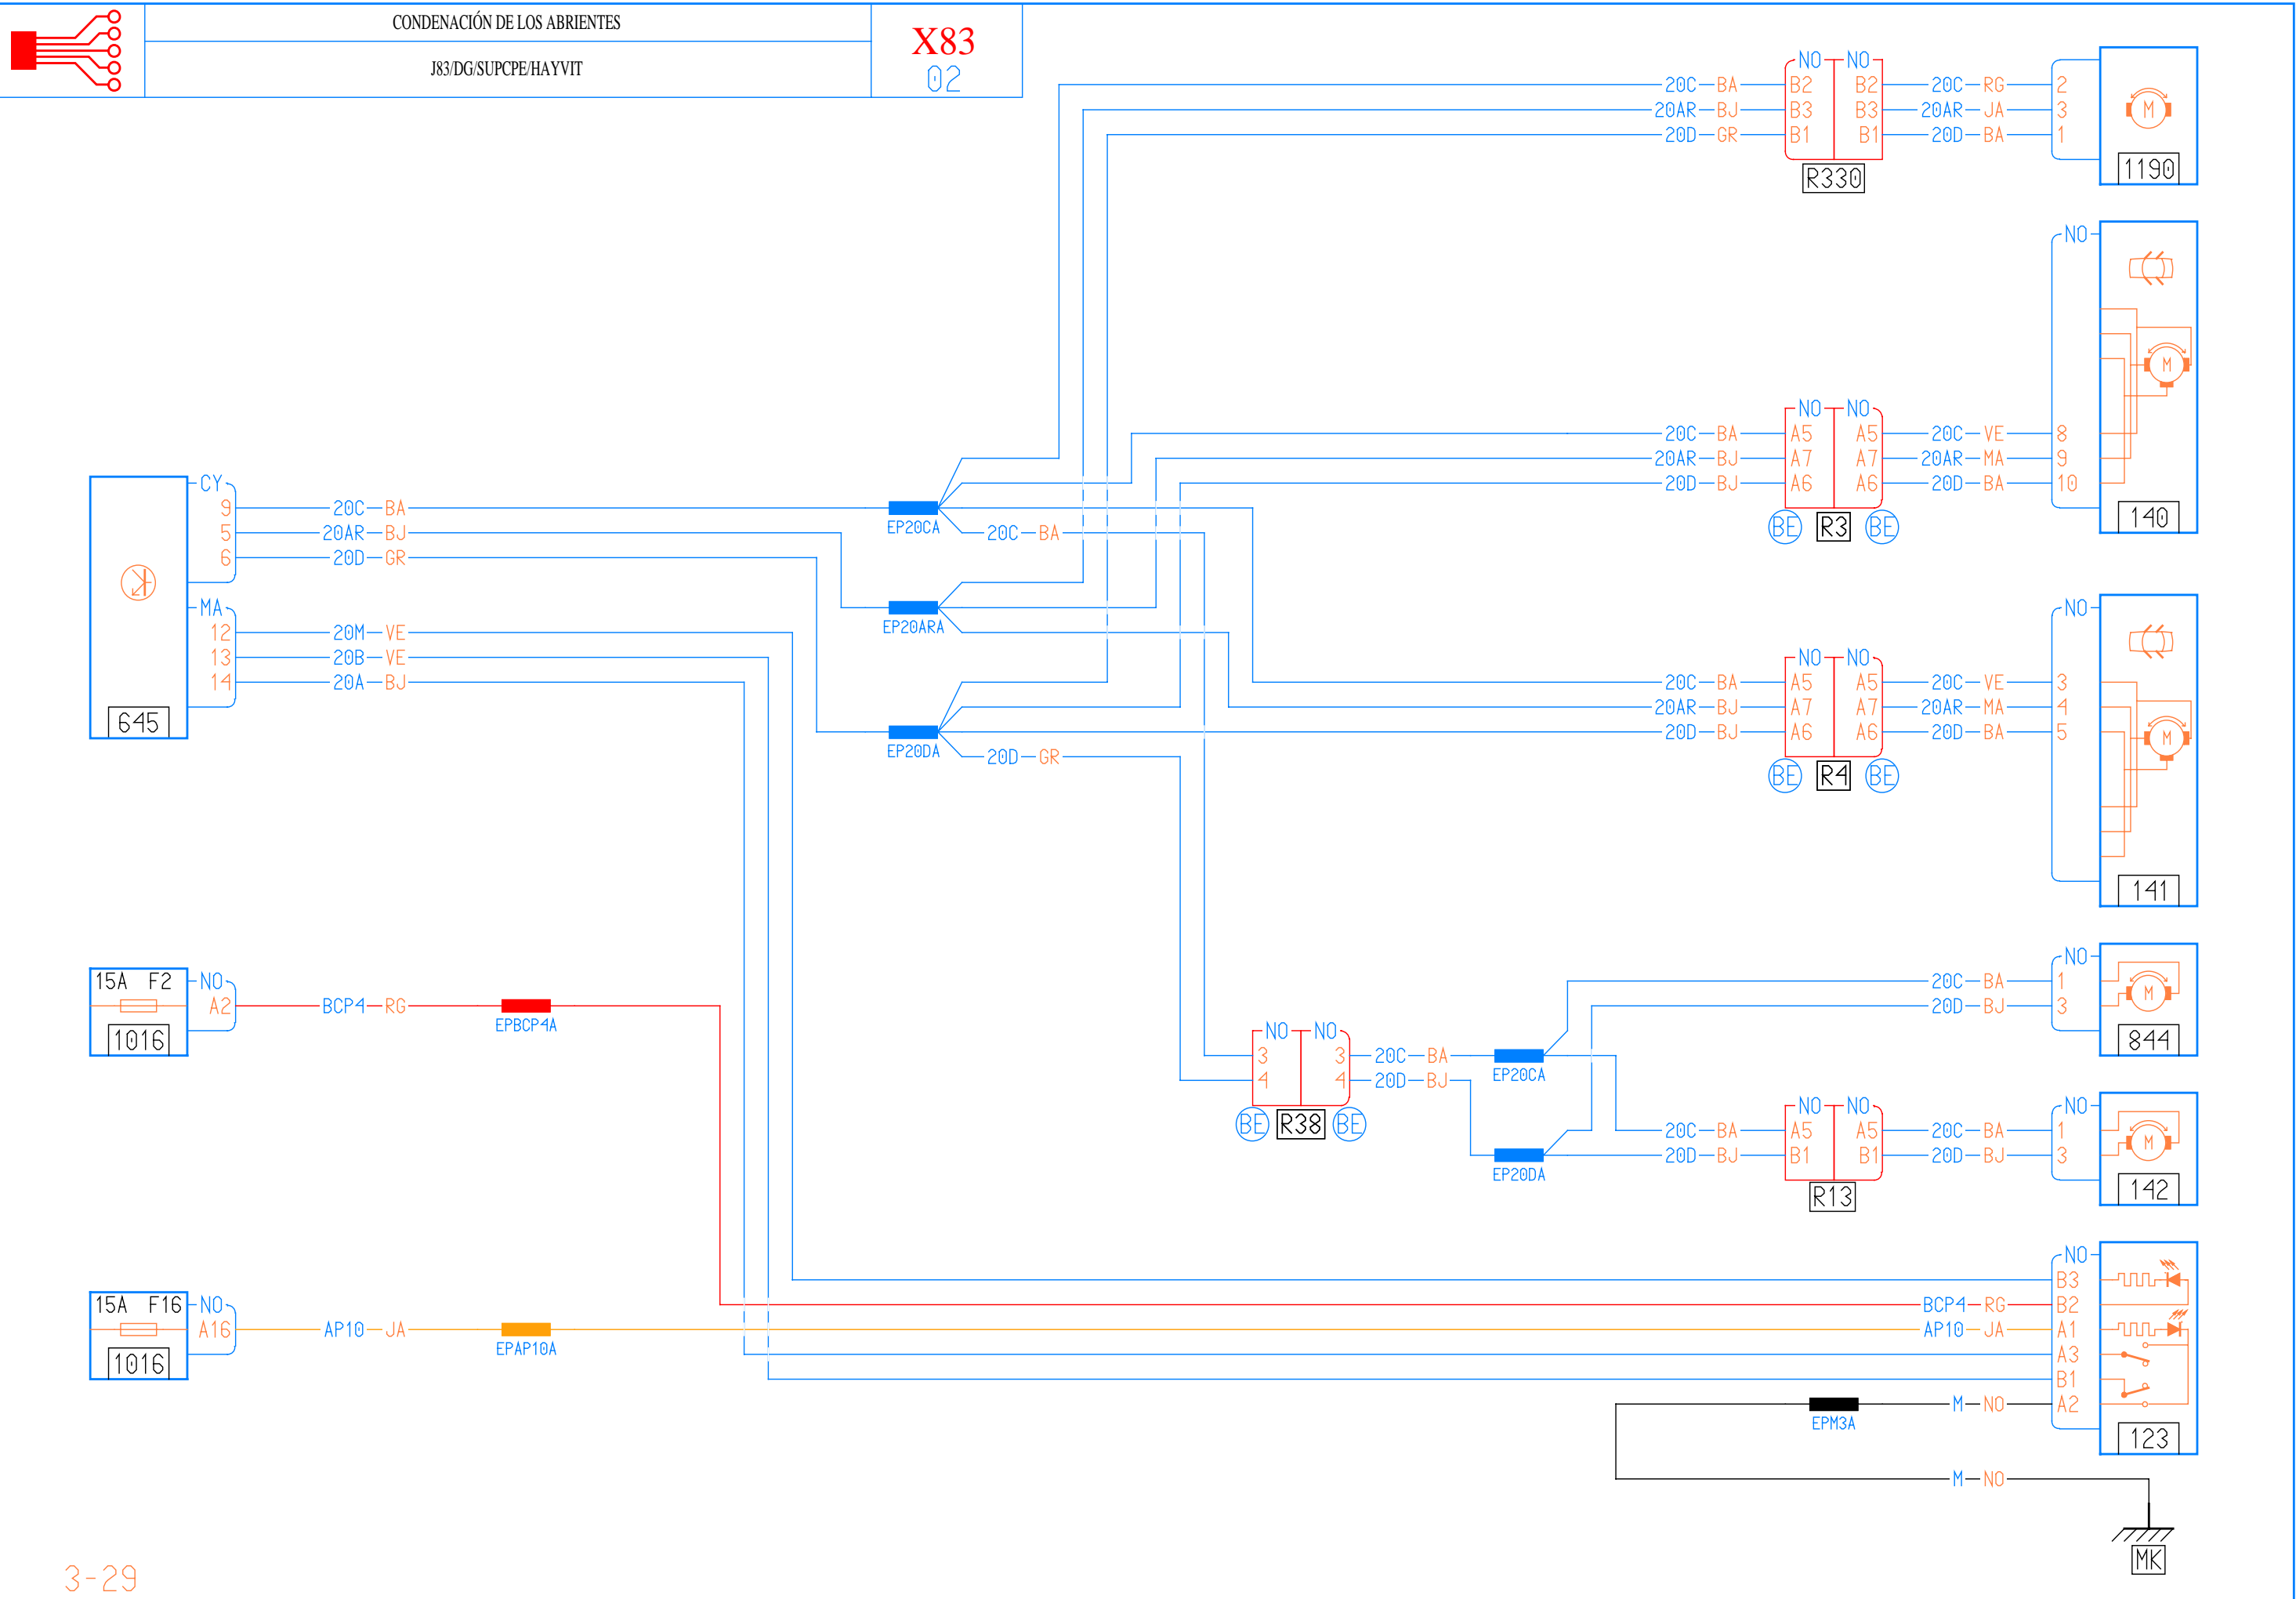 CONDENACIÓN DE LOS ABRIENTES
J83/DG/SUPCPE/HAYVIT
X83
02
NO NO
20C BA B2 B2 20C RG 2
20AR BJ B3 B3 20AR JA 3
20D GR B1 B1 20D BA 1
M
1190
R330
NO
M
NO NO
20C BA A5 A5 20C VE 8
20AR BJ A7 A7 20AR MA 9
20D BJ A6 A6 20D BA 10
BE R3 BE
140
CY
9 20C BA
5 20AR BJ
6 20D GR
EP20CA
20C BA
MA
12 20M VE
13 20B VE
14 20A BJ
645
EP20ARA
EP20DA
20D GR
NO
M
NO NO
20C BA A5 A5 20C VE 3
20AR BJ A7 A7 20AR MA 4
20D BJ A6 A6 20D BA 5
BE R4 BE
141
15A F2 NO
A2 BCP4 RG
EPBCP4A
1016
NO
20C BA 1
20D BJ 3
M
844
NO NO
3 3 20C BA
4 4 20D BJ
BE R38 BE
EP20CA
EP20DA
NO NO NO
20C BA A5 A5 20C BA 1
20D BJ B1 B1 20D BJ 3
M
R13
142
15A F16 NO
A16 AP10 JA
EPAP10A
1016
NO
B3
BCP4 RG B2
AP10 JA A1
A3
B1
M NO A2
EPM3A
123
M NO
MK
3-29